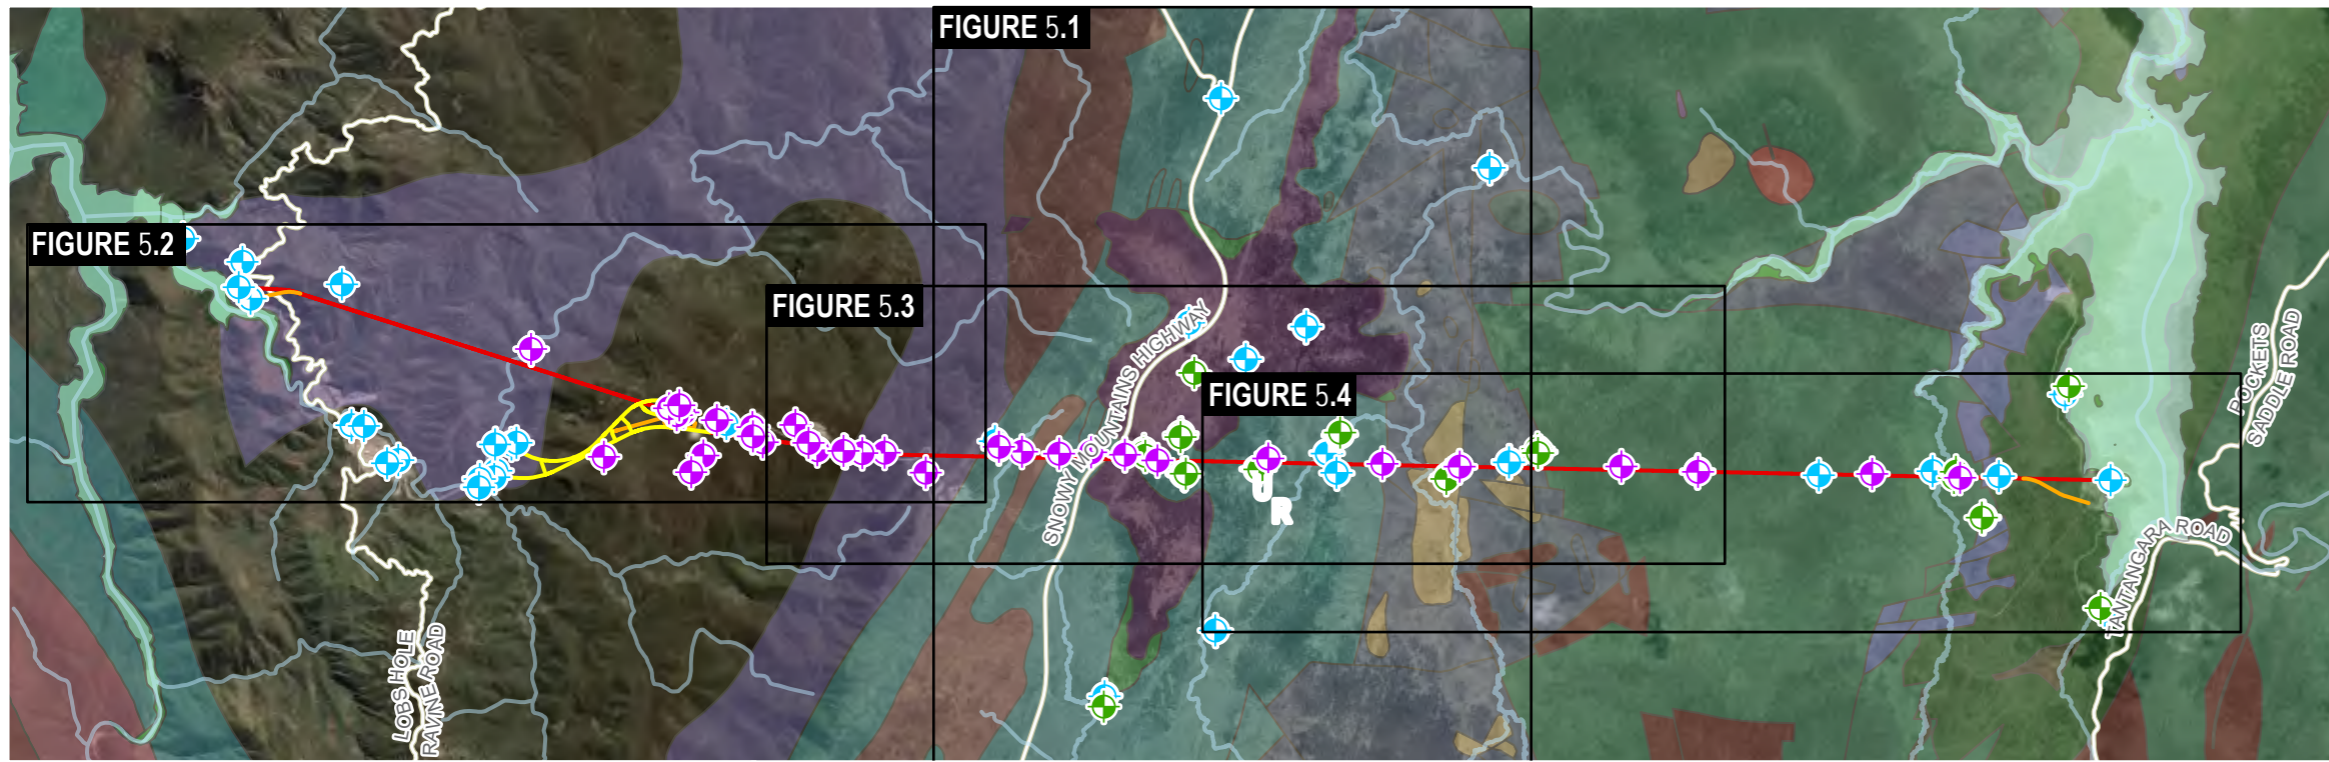 FIGURE 5.1
FIGURE 5.2
FIGURE 5.3
SNOWY MOUNTAINS HIGHWAY
FIGURE 5.4
POCKETS
SADDLE ROAD
U
R
TANTANGARA ROAD
LOBS HOLE
RAVINE ROAD